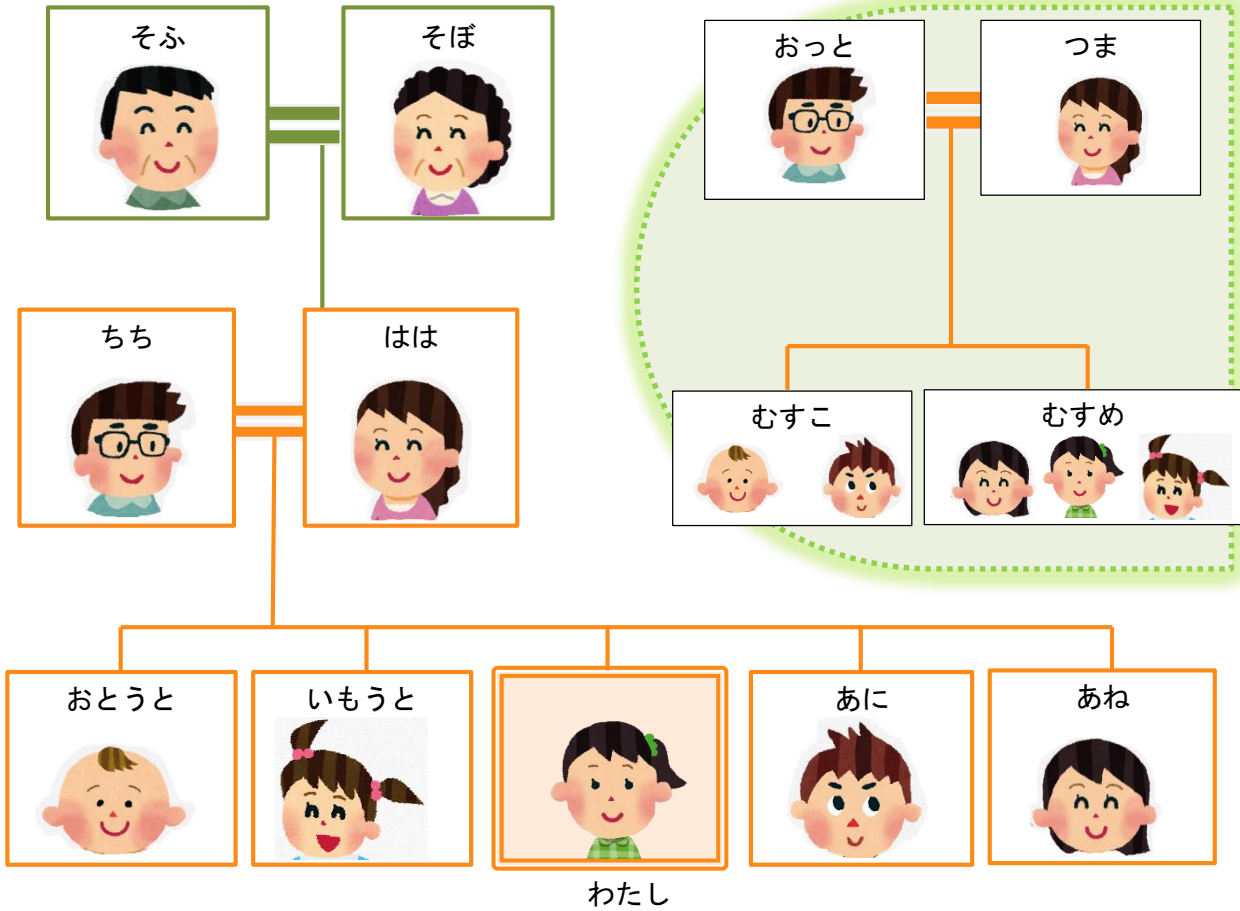 そふ
そぼ
おっと
つま
ちち
はは
むすこ
むすめ
おとうと
いもうと
あに
あね
わたし